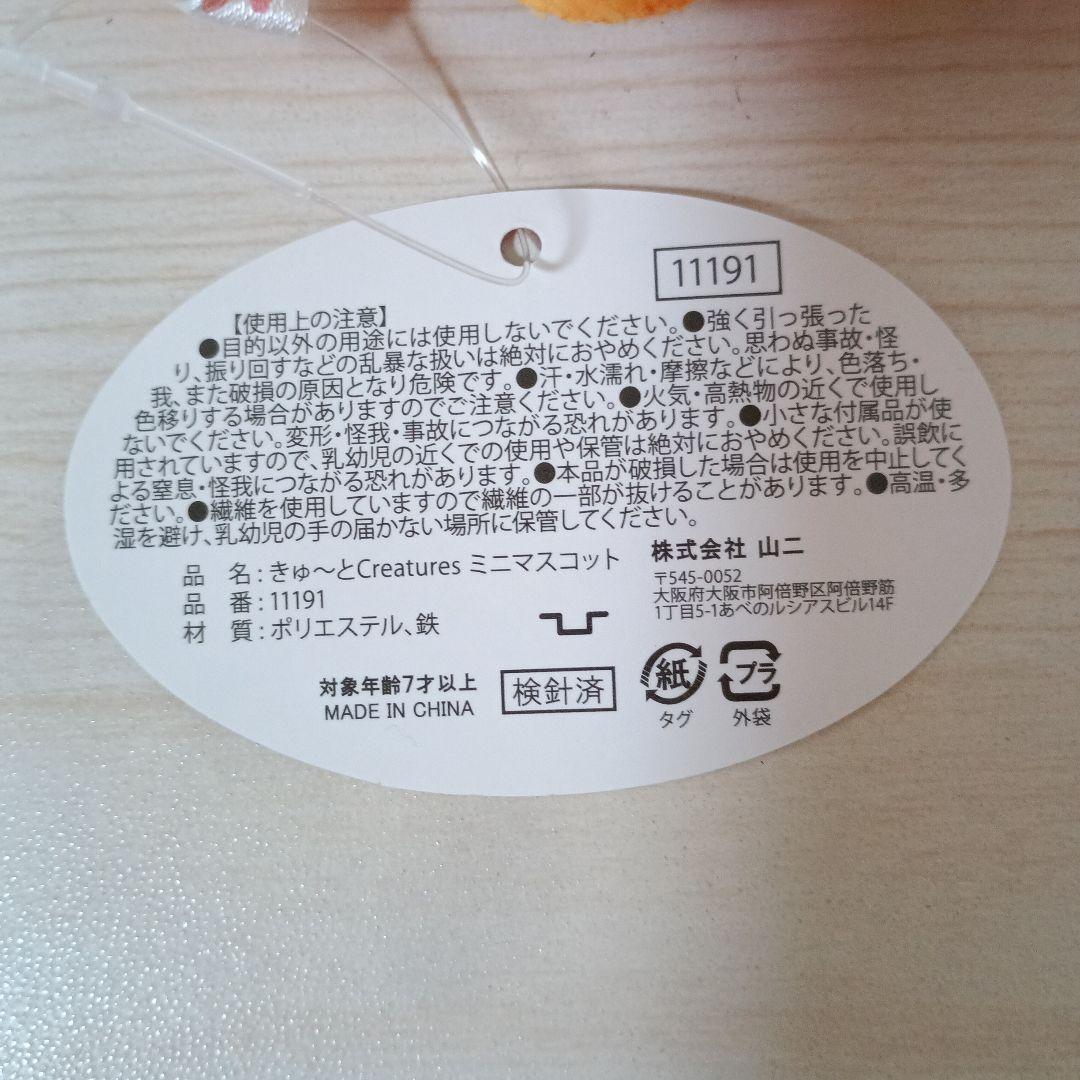 11191
【使用上の注意】
●目的以外の用途には使用しないでください。●強く引っ張った
り、振り回すなどの乱暴な扱いは絶対におやめください。思わぬ事故・怪
我、また破損の原因となり危険です。●汗・水濡れ・摩擦などにより、色落ち・
色移りする場合がありますのでご注意ください。●火気・高熱物の近くで使用し
ないでください。変形・怪我・事故につながる恐れがあります。●小さな付属品が使
用されていますので、乳幼児の近くでの使用や保管は絶対におやめください。誤飲に
よる窒息・怪我につながる恐れがあります。●本品が破損した場合は使用を中止してく
ださい。●繊維を使用していますので繊維の一部が抜けることがあります。●高温・多
湿を避け、乳幼児の手の届かない場所に保管してください。
品 名：きゅ〜とCreatures ミニマスコット
品 番：11191
材 質：ポリエステル、鉄
株式会社 山二
〒545-0052
大阪府大阪市阿倍野区阿倍野筋
1丁目5-1あべのルシアスビル14F
対象年齢7才以上
MADE IN CHINA
検針済
紙
タグ
プラ
外袋